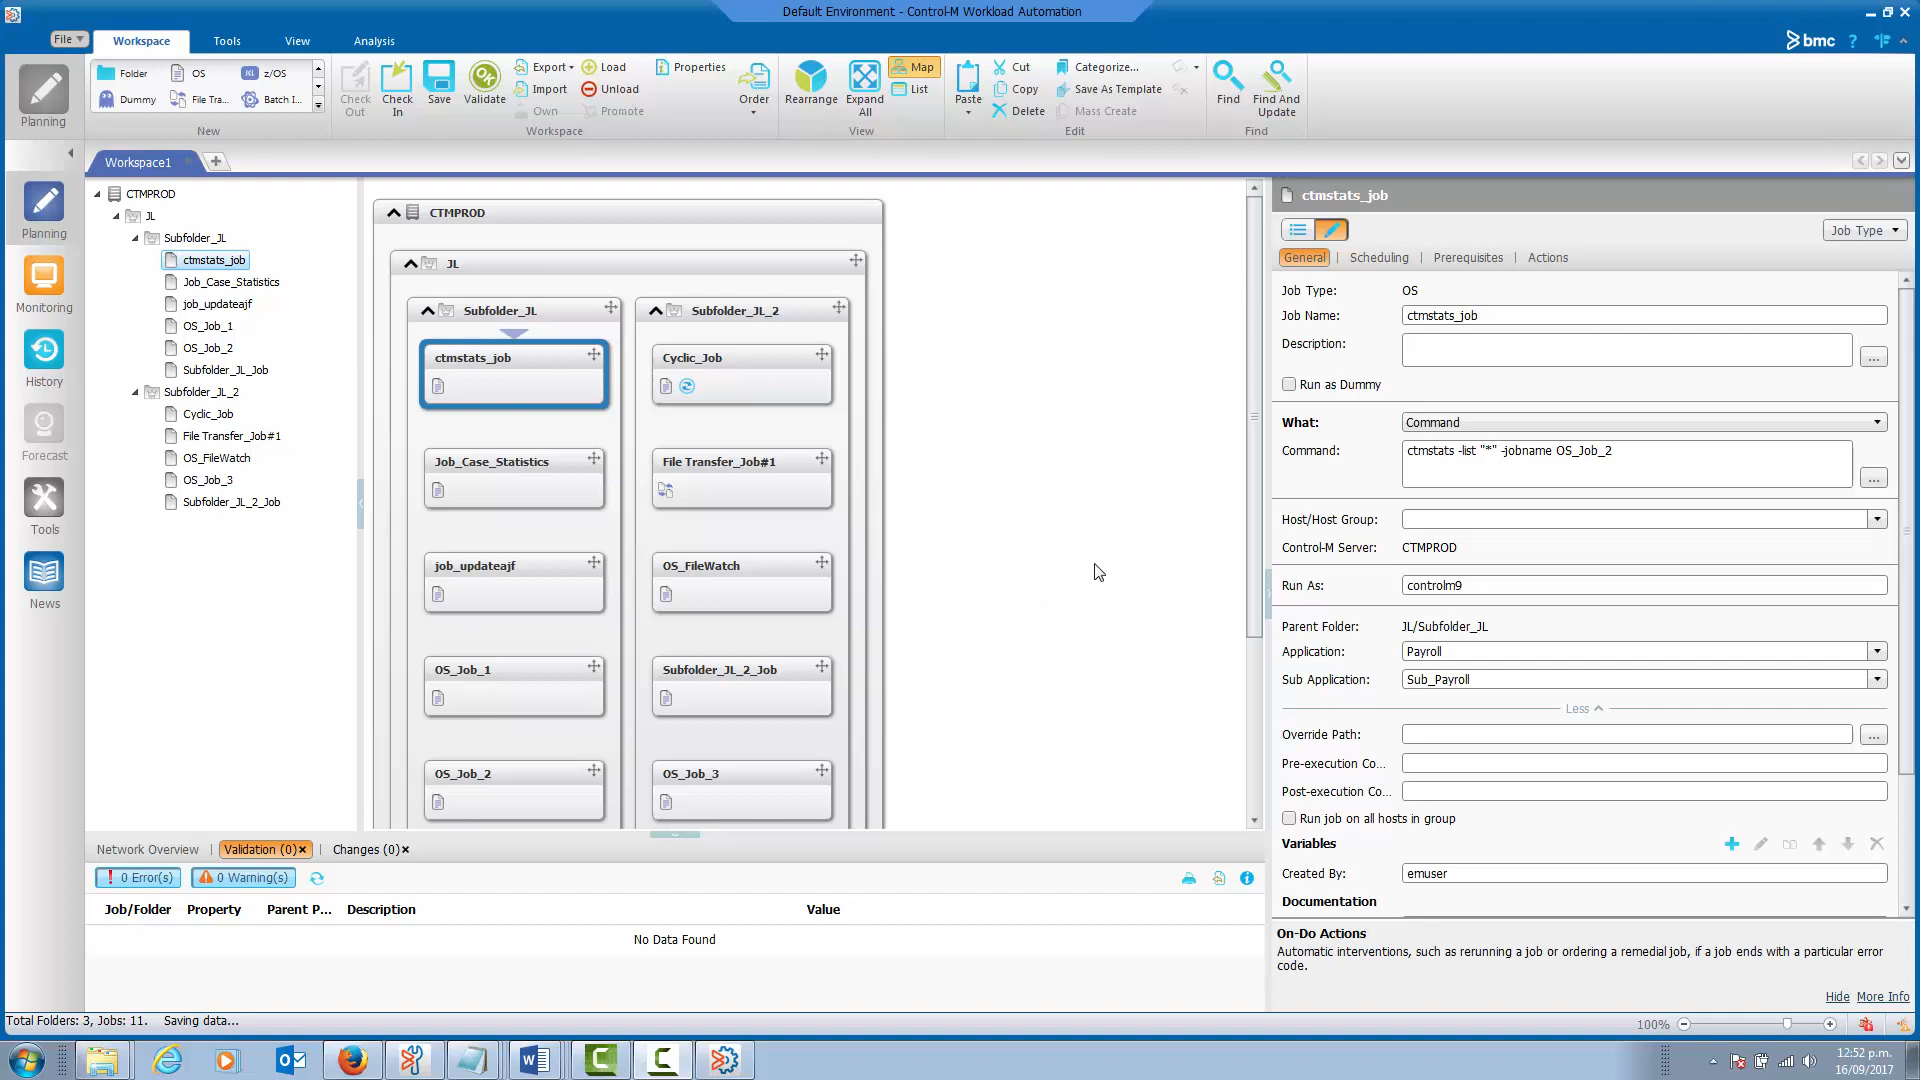 Default Environment - Control-M Workload Automation
File
Workspace
Tools
View
Analysis
bmc
?
Planning
Folder
OS
z/OS
Dummy
File Tra...
Batch I...
New
Check Out
Check In
Save
Validate
Export
Import
Own
Load
Unload
Promote
Properties
Order
Workspace
Rearrange
Expand All
Map
List
View
Paste
Cut
Copy
Delete
Categorize...
Save As Template
Mass Create
Edit
Find
Find And Update
Find
Workspace1
Planning
Monitoring
History
Forecast
Tools
News
CTMPROD
JL
Subfolder_JL
ctmstats_job
Job_Case_Statistics
job_updateajf
OS_Job_1
OS_Job_2
Subfolder_JL_Job
Subfolder_JL_2
Cyclic_Job
File Transfer_Job#1
OS_FileWatch
OS_Job_3
Subfolder_JL_2_Job
CTMPROD
JL
Subfolder_JL
ctmstats_job
Job_Case_Statistics
job_updateajf
OS_Job_1
OS_Job_2
Subfolder_JL_2
Cyclic_Job
File Transfer_Job#1
OS_FileWatch
Subfolder_JL_2_Job
OS_Job_3
ctmstats_job
Job Type
General | Scheduling | Prerequisites | Actions
Job Type: OS
Job Name: ctmstats_job
Description:
...
Run as Dummy
What: Command
Command: ctmstats -list "*" -jobname OS_Job_2
...
Host/Host Group:
Control-M Server: CTMPROD
Run As: controlm9
Parent Folder: JL/Subfolder_JL
Application: Payroll
Sub Application: Sub_Payroll
Less
Override Path:
...
Pre-execution Co...
Post-execution Co...
Run job on all hosts in group
Variables
Created By: emuser
Documentation
On-Do Actions
Automatic interventions, such as rerunning a job or ordering a remedial job, if a job ends with a particular error
code.
Hide More Info
Network Overview | Validation (0)x | Changes (0)x
0 Error(s) 0 Warning(s)
Job/Folder Property Parent P... Description Value
No Data Found
Total Folders: 3, Jobs: 11. Saving data...
100%
12:52 p.m.
16/09/2017